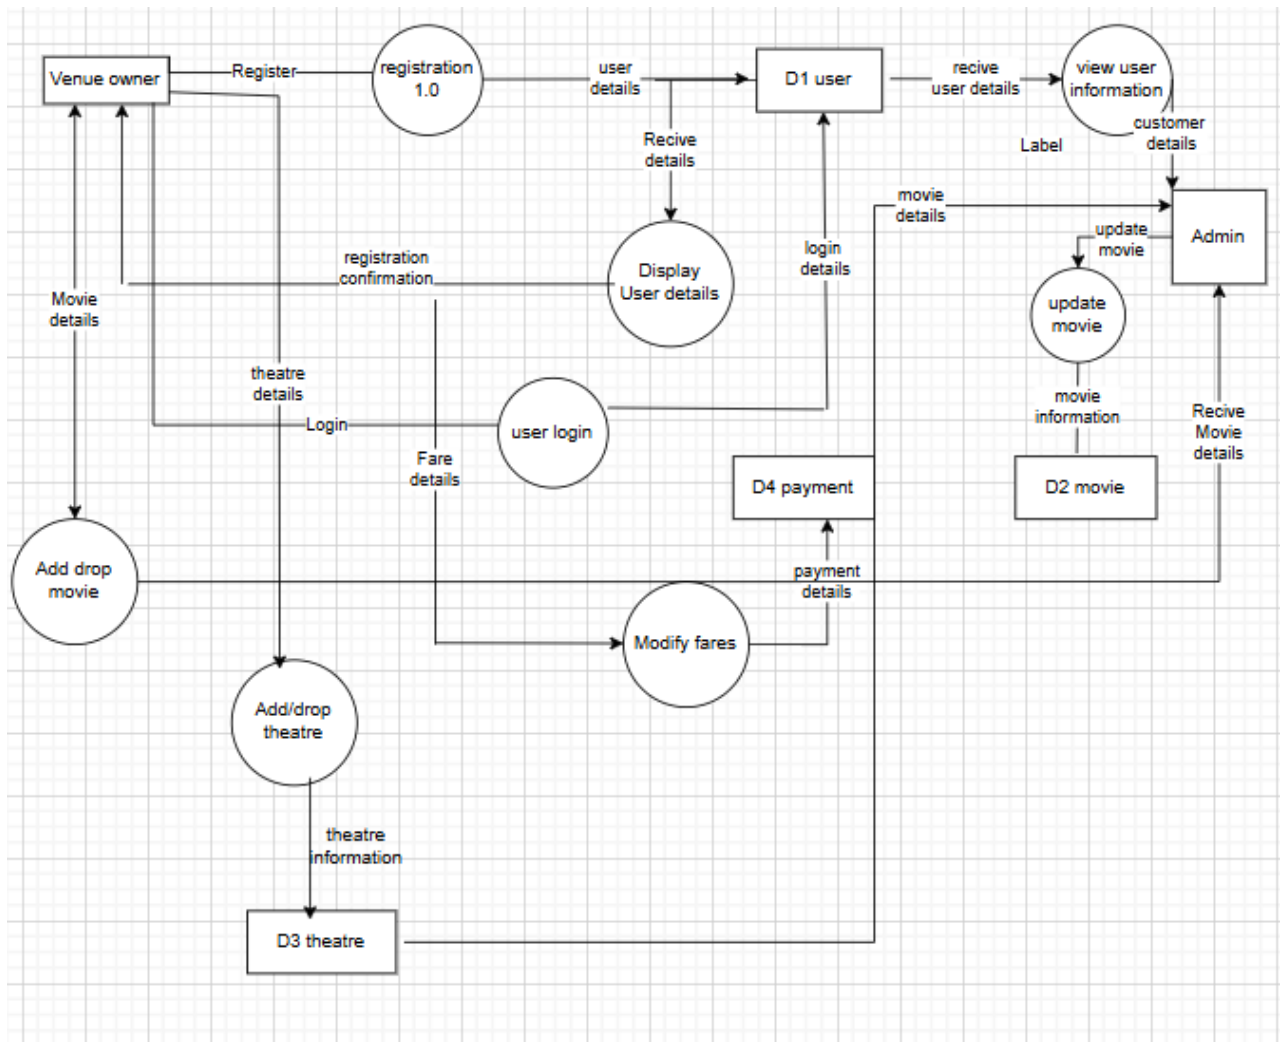 Venue owner
Register
registration
1.0
user
details
D1 user
recive
user details
view user
information
customer
details
Label
Recive
details
movie
details
Admin
update
movie
login
details
registration
confirmation
Display
User details
Movie
details
update
movie
theatre
details
movie
information
Recive
Movie
details
Login
user login
Fare
details
D4 payment
D2 movie
Add drop
movie
payment
details
Modify fares
Add/drop
theatre
theatre
information
D3 theatre